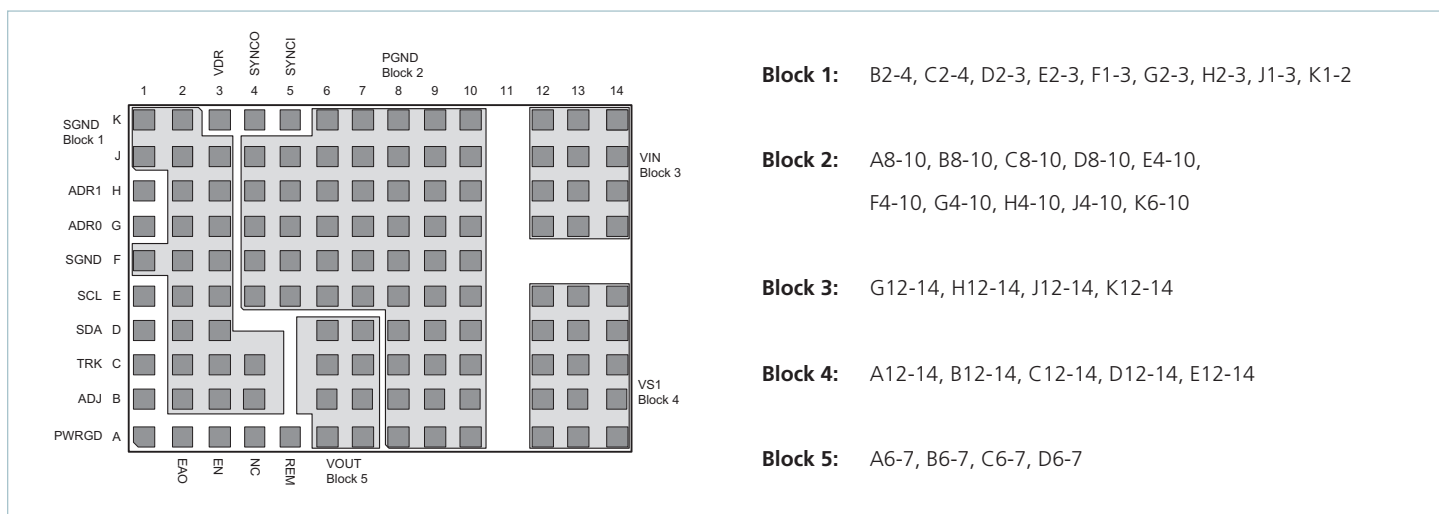 VDR
SYNCO
SYNCI
PGND
Block 2
1 2 3 4 5 6 7 8 9 10 11 12 13 14
SGND
Block 1
K
J
ADR1 H
ADR0 G
SGND F
SCL E
SDA D
TRK C
ADJ B
PWRGD A
VIN
Block 3
VS1
Block 4
EAO
EN
NC
REM
VOUT
Block 5
Block 1: B2-4, C2-4, D2-3, E2-3, F1-3, G2-3, H2-3, J1-3, K1-2
Block 2: A8-10, B8-10, C8-10, D8-10, E4-10,
F4-10, G4-10, H4-10, J4-10, K6-10
Block 3: G12-14, H12-14, J12-14, K12-14
Block 4: A12-14, B12-14, C12-14, D12-14, E12-14
Block 5: A6-7, B6-7, C6-7, D6-7